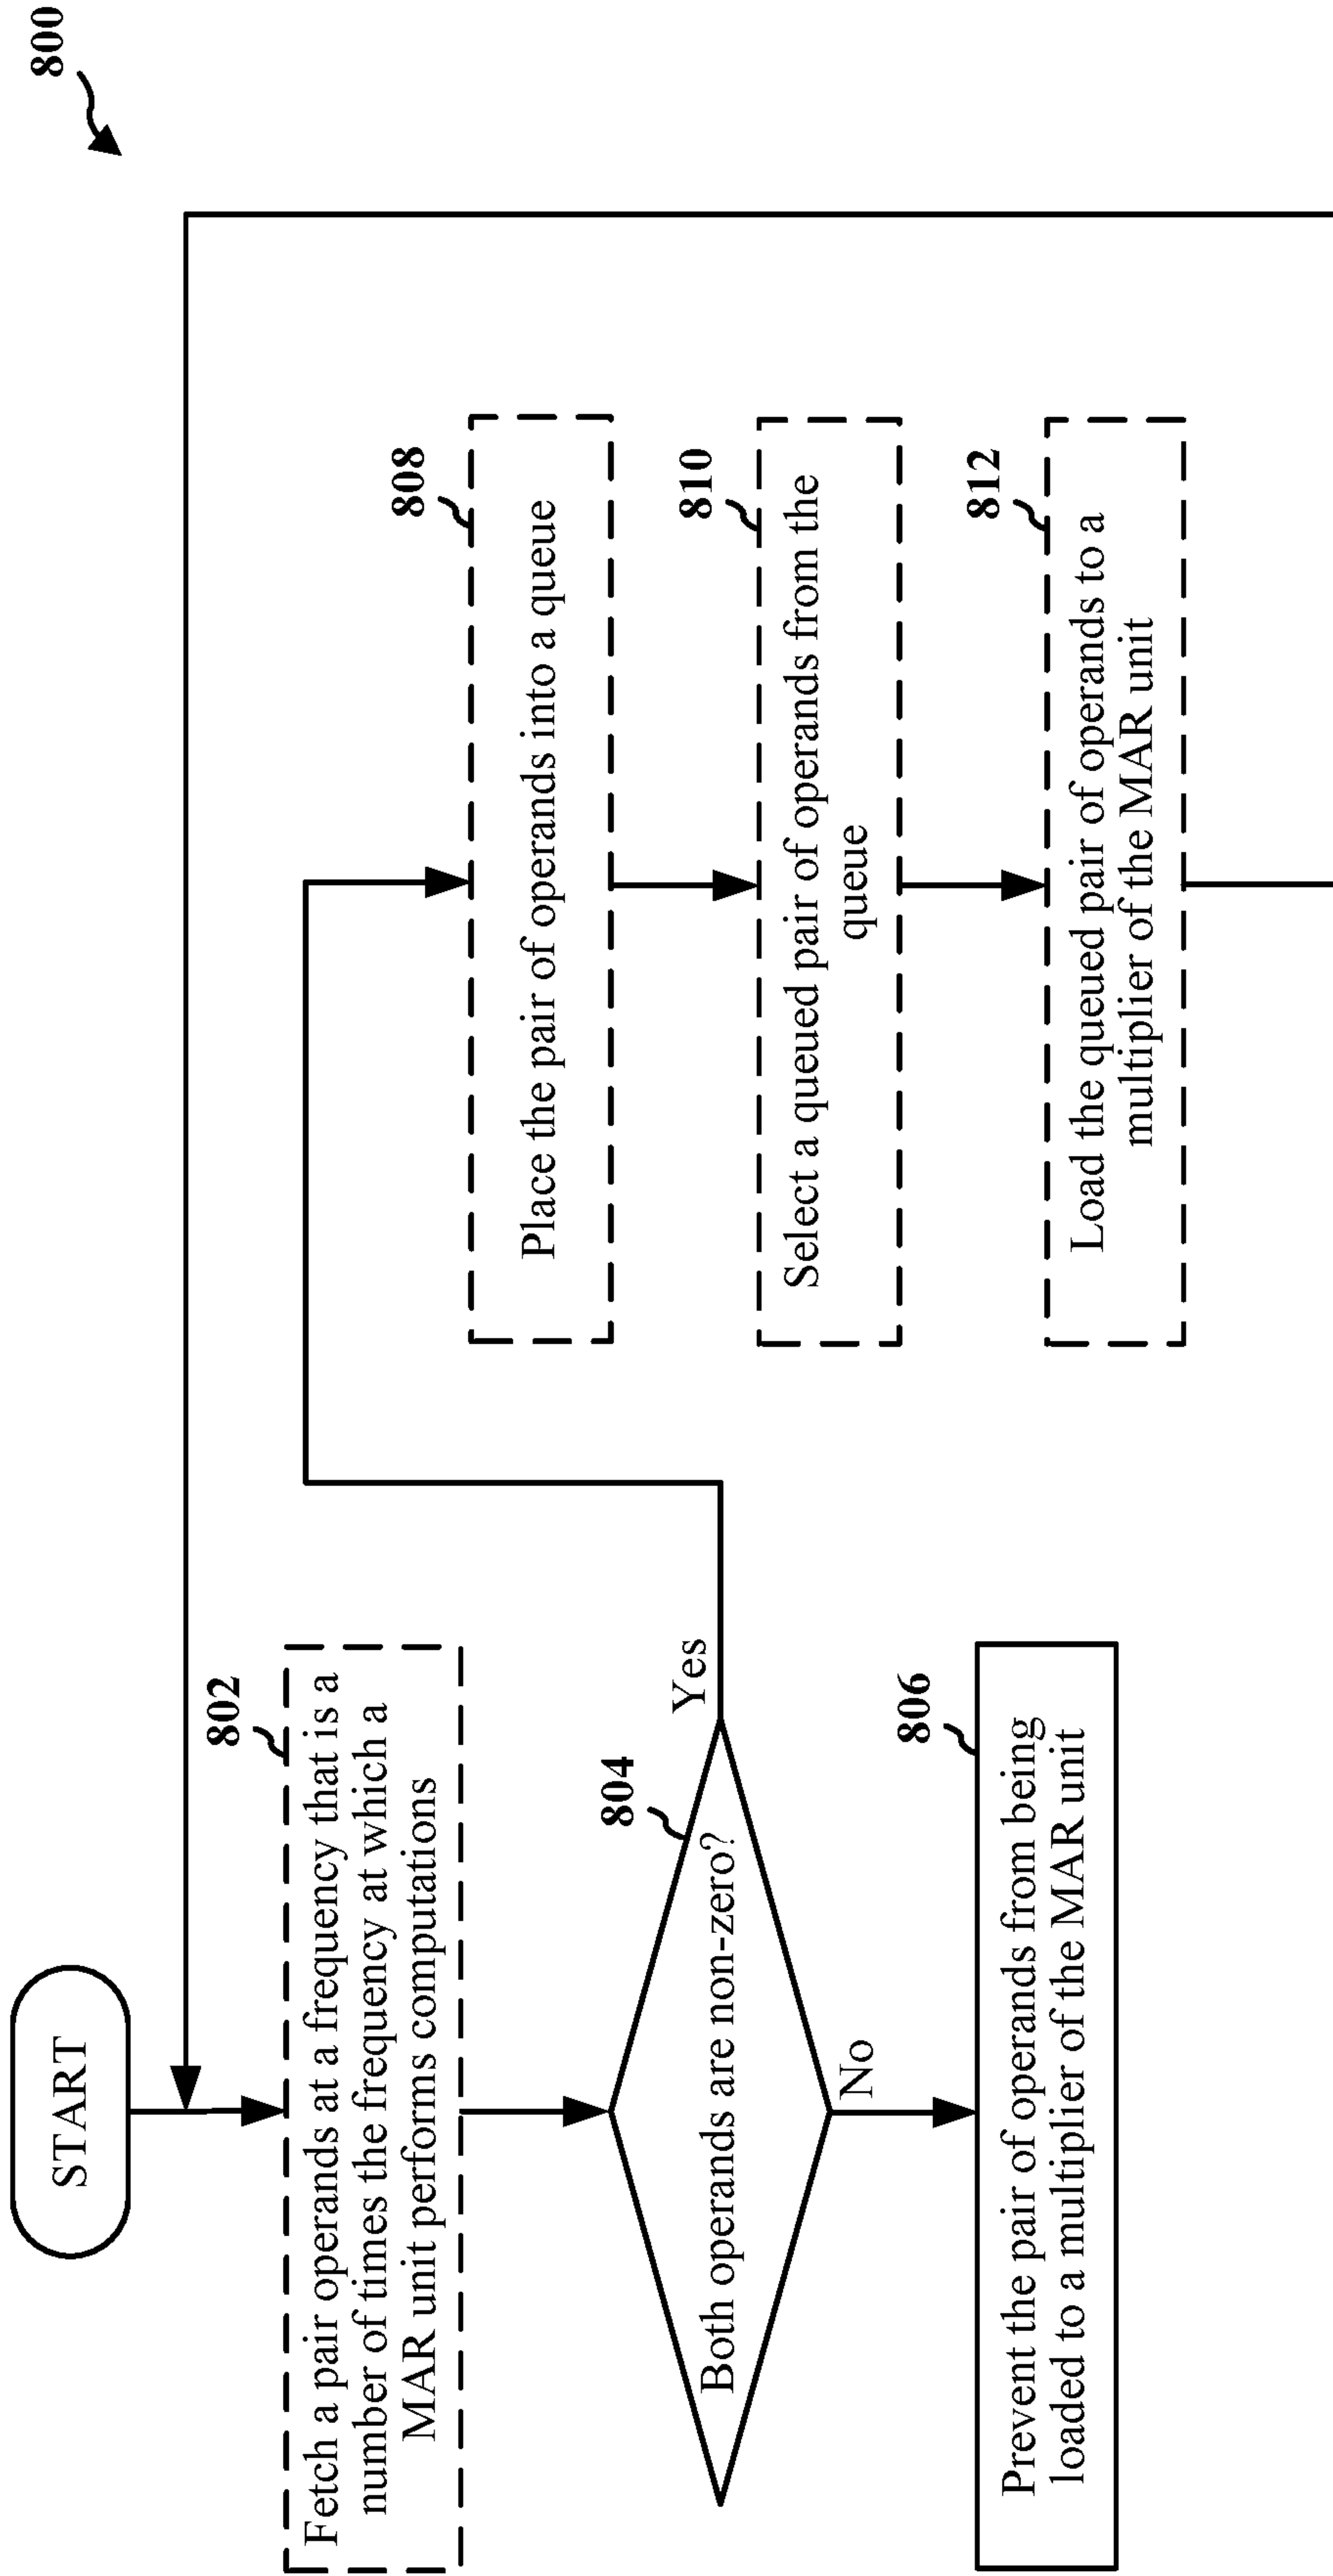 800
START
802
Fetch a pair operands at a frequency that is a
number of times the frequency at which a
MAR unit performs computations
804
Both operands are non-zero?
Yes
No
806
Prevent the pair of operands from being
loaded to a multiplier of the MAR unit
808
Place the pair of operands into a queue
810
Select a queued pair of operands from the
queue
812
Load the queued pair of operands to a
multiplier of the MAR unit